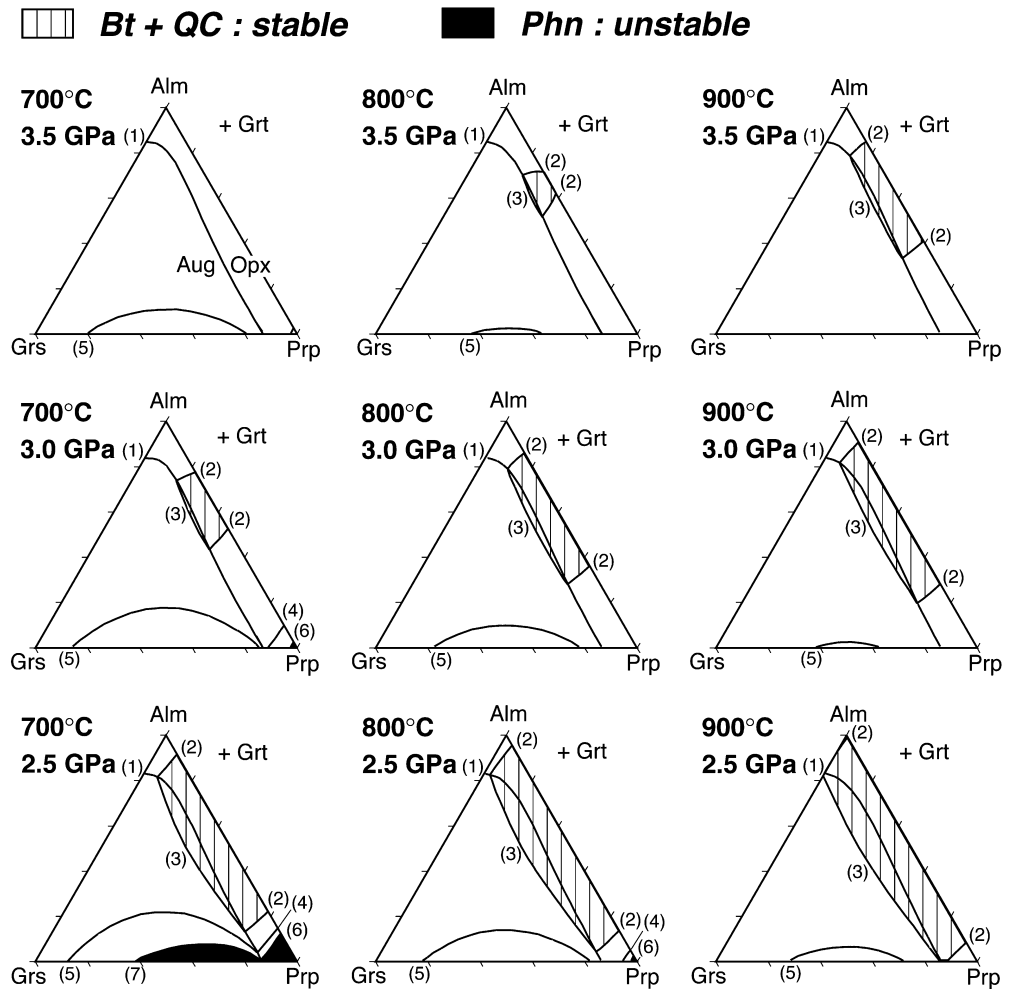 Bt + QC : stable
Phn : unstable
700°C
3.5 GPa
Alm
+ Grt
(1)
Aug
Opx
Grs
(5)
Prp
800°C
3.5 GPa
Alm
+ Grt
(1)
(2)
(2)
(3)
Grs
(5)
Prp
900°C
3.5 GPa
Alm
+ Grt
(1)
(2)
(3)
(2)
Grs
Prp
700°C
3.0 GPa
Alm
+ Grt
(1)
(2)
(3)
(2)
(4)
(6)
Grs
(5)
Prp
800°C
3.0 GPa
Alm
+ Grt
(1)
(2)
(3)
(2)
Grs
(5)
Prp
900°C
3.0 GPa
Alm
+ Grt
(1)
(2)
(3)
(2)
Grs
(5)
Prp
700°C
2.5 GPa
Alm
+ Grt
(1)
(2)
(3)
(2)
(4)
(6)
Grs
(5)
(7)
Prp
800°C
2.5 GPa
Alm
+ Grt
(1)
(2)
(3)
(2)
(4)
(6)
Grs
(5)
Prp
900°C
2.5 GPa
Alm
+ Grt
(1)
(2)
(3)
(2)
Grs
(5)
Prp